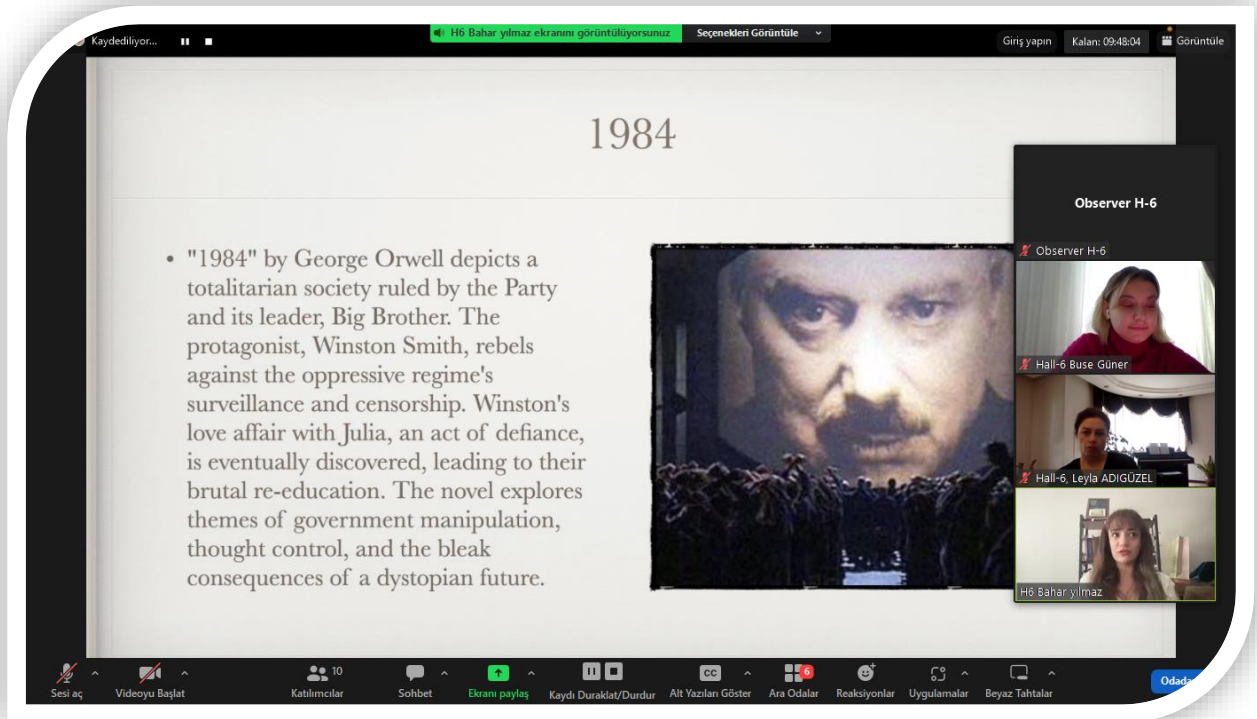 Kaydediliyor...
H6 Bahar yılmaz ekranını görüntülüyorsunuz
Seçenekleri Görüntüle
Giriş yapın
Kalan: 09:48:04
Görüntüle
1984
• "1984" by George Orwell depicts a
totalitarian society ruled by the Party
and its leader, Big Brother. The
protagonist, Winston Smith, rebels
against the oppressive regime's
surveillance and censorship. Winston's
love affair with Julia, an act of defiance,
is eventually discovered, leading to their
brutal re-education. The novel explores
themes of government manipulation,
thought control, and the bleak
consequences of a dystopian future.
Observer H-6
Observer H-6
Hall-6 Buse Güner
Hall-6, Leyla ADIGÜZEL
H6 Bahar yılmaz
Sesi aç
Videoyu Başlat
10
Katılımcılar
Sohbet
Ekranı paylaş
Kaydı Duraklat/Durdur
CC
Alt Yazıları Göster
6
Ara Odalar
Reaksiyonlar
Uygulamalar
Beyaz Tahtalar